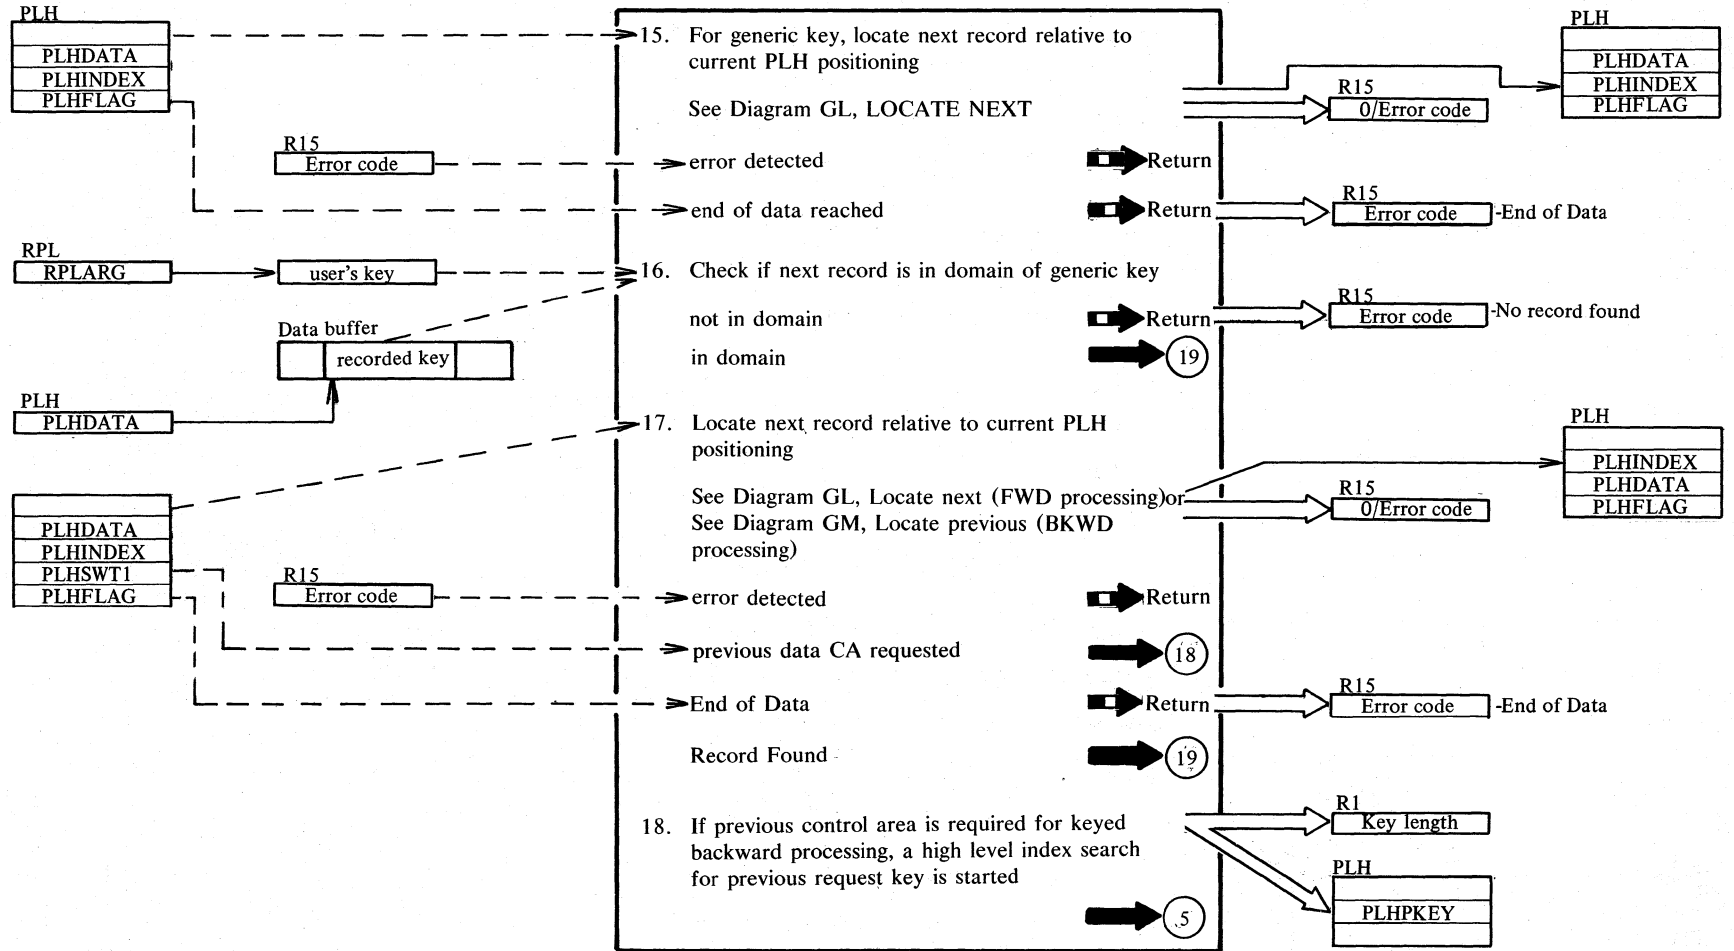 PLH
PLHDATA
PLHINDEX
PLHFLAG
R15
Error code
RPL
RPLARG
user's key
Data buffer
recorded key
PLH
PLHDATA
PLHDATA
PLHINDEX
PLHSWT1
PLHFLAG
R15
Error code
15. For generic key, locate next record relative to
current PLH positioning
See Diagram GL, LOCATE NEXT
error detected
Return
end of data reached
Return
16. Check if next record is in domain of generic key
not in domain
Return
in domain
19
17. Locate next record relative to current PLH
positioning
See Diagram GL, Locate next (FWD processing)or
See Diagram GM, Locate previous (BKWD
processing)
error detected
Return
previous data CA requested
18
End of Data
Return
Record Found
19
18. If previous control area is required for keyed
backward processing, a high level index search
for previous request key is started
5
PLH
PLHDATA
PLHINDEX
PLHFLAG
R15
0/Error code
R15
Error code -End of Data
R15
Error code -No record found
PLH
PLHINDEX
PLHDATA
PLHFLAG
R15
0/Error code
R15
Error code -End of Data
R1
Key length
PLH
PLHPKEY